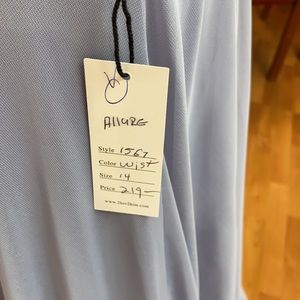 Allure
Style 1567
Color Wist
Size 14
Price 219-